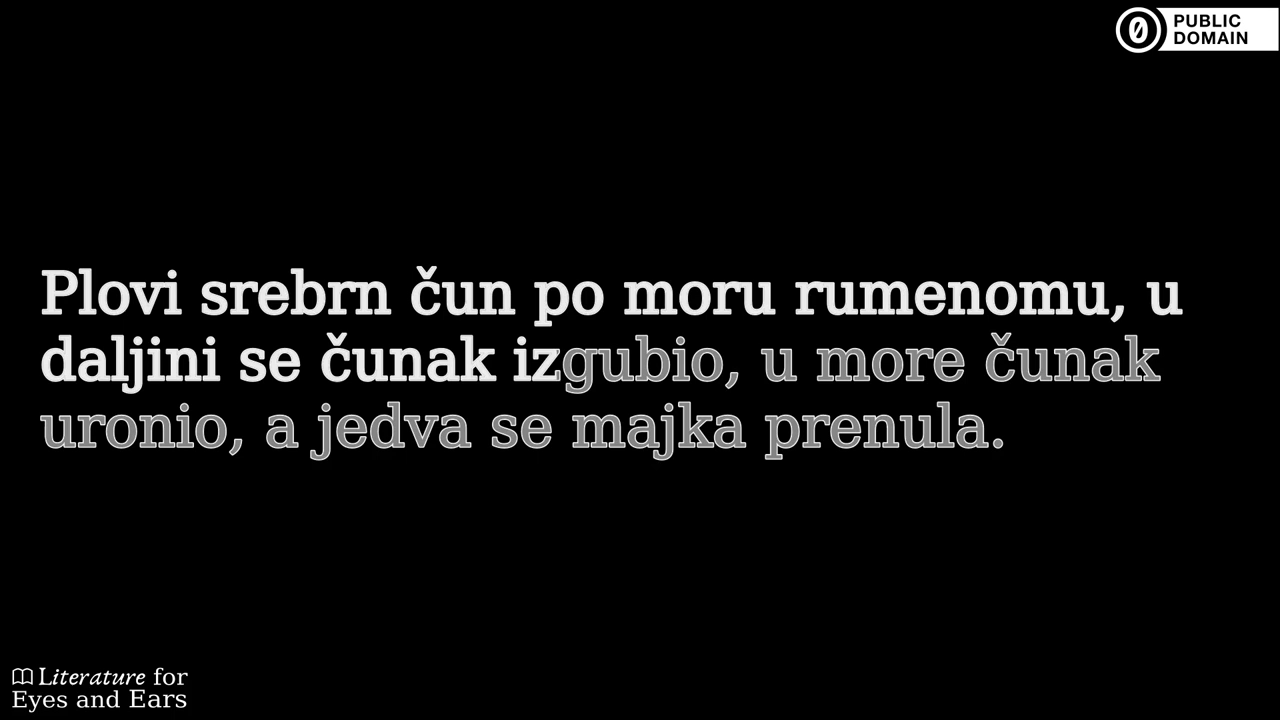 PUBLIC
DOMAIN
Plovi srebrn čun po moru rumenomu, u
daljini se čunak izgubio, u more čunak
uronio, a jedva se majka prenula.
Literature for
Eyes and Ears